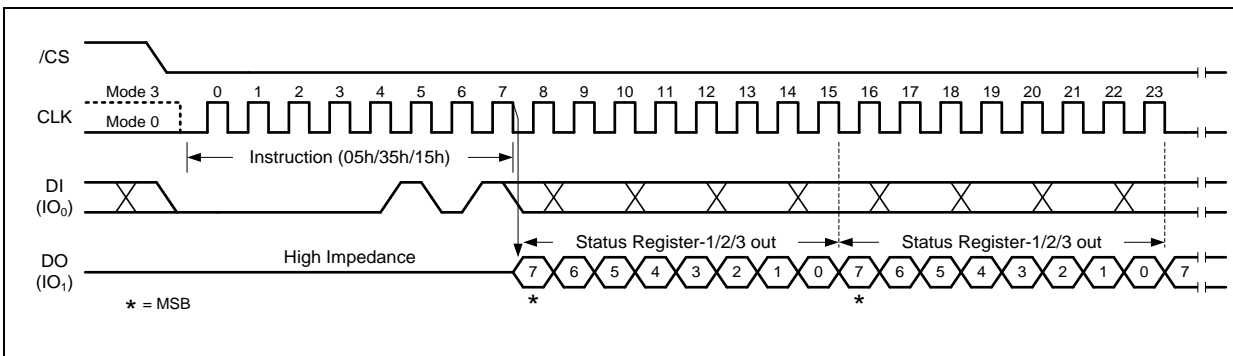 /CS
Mode 3
0 1 2 3 4 5 6 7 8 9 10 11 12 13 14 15 16 17 18 19 20 21 22 23
CLK
Mode 0
Instruction (05h/35h/15h)
DI
(IO₀)
Status Register-1/2/3 out Status Register-1/2/3 out
High Impedance
DO
(IO₁)
7 6 5 4 3 2 1 0 7 6 5 4 3 2 1 0 7
* *
* = MSB